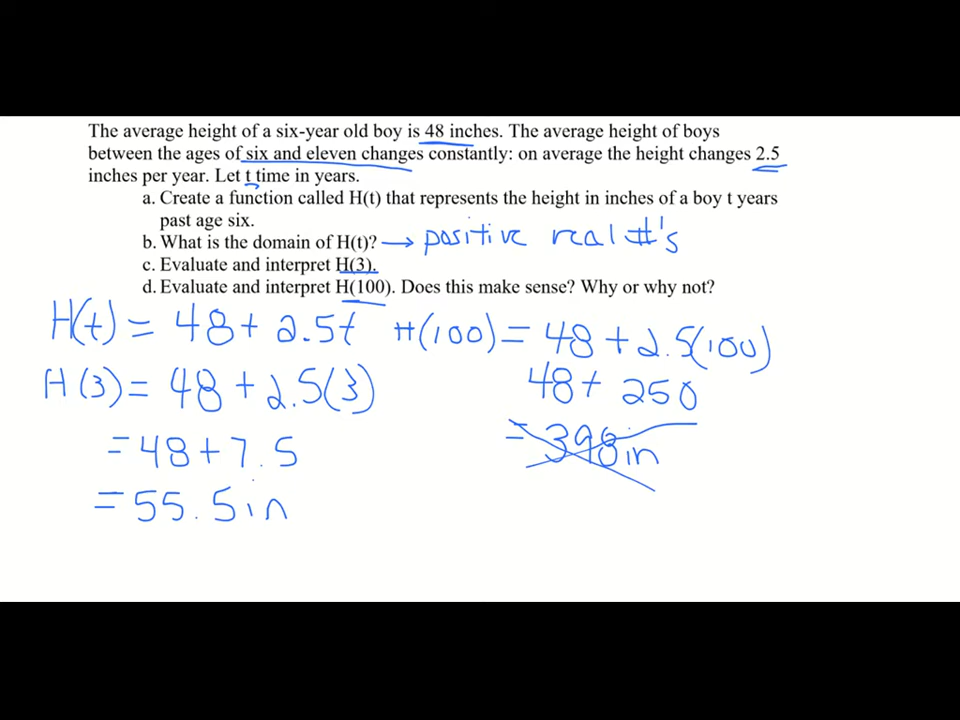 The average height of a six-year old boy is 48 inches. The average height of boys
between the ages of six and eleven changes constantly: on average the height changes 2.5
inches per year. Let t time in years.
a. Create a function called H(t) that represents the height in inches of a boy t years
past age six.
b. What is the domain of H(t)? → positive real #'s
c. Evaluate and interpret H(3).
d. Evaluate and interpret H(100). Does this make sense? Why or why not?
H(t) = 48 + 2.5t
H(3) = 48 + 2.5(3)
= 48 + 7.5
= 55.5in
H(100) = 48 + 2.5(100)
48 + 250
= 398in